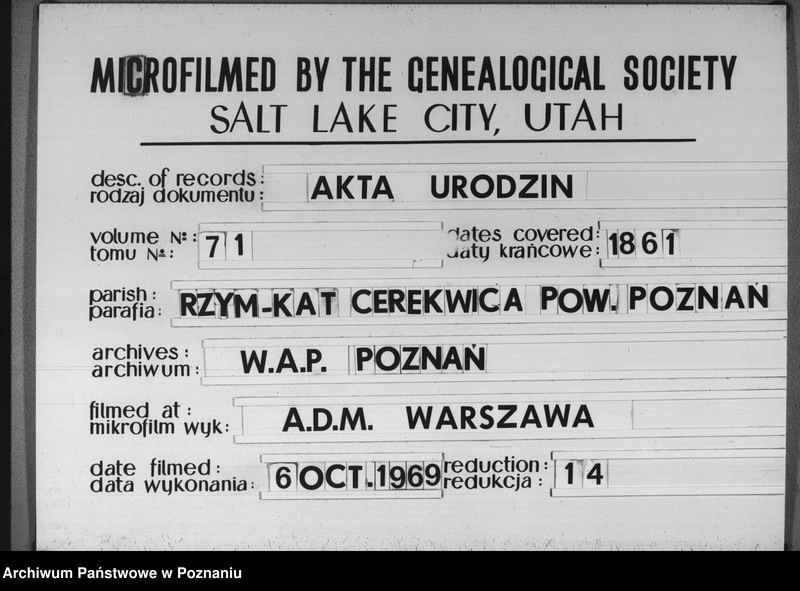 MICROFILMED BY THE GENEALOGICAL SOCIETY
SALT LAKE CITY, UTAH
desc. of records:
rodzaj dokumentu:
AKTA URODZIN
volume №:
tomu №:
71
dates covered:
daty krańcowe:
1861
parish:
parafia:
RZYM-KAT CEREKWICA POW. POZNAŃ
archives:
archiwum:
W.A.P. POZNAŃ
filmed at:
mikrofilm wyk:
A.D.M. WARSZAWA
date filmed:
data wykonania:
6 OCT. 1969
reduction:
redukcja:
14
Archiwum Państwowe w Poznaniu